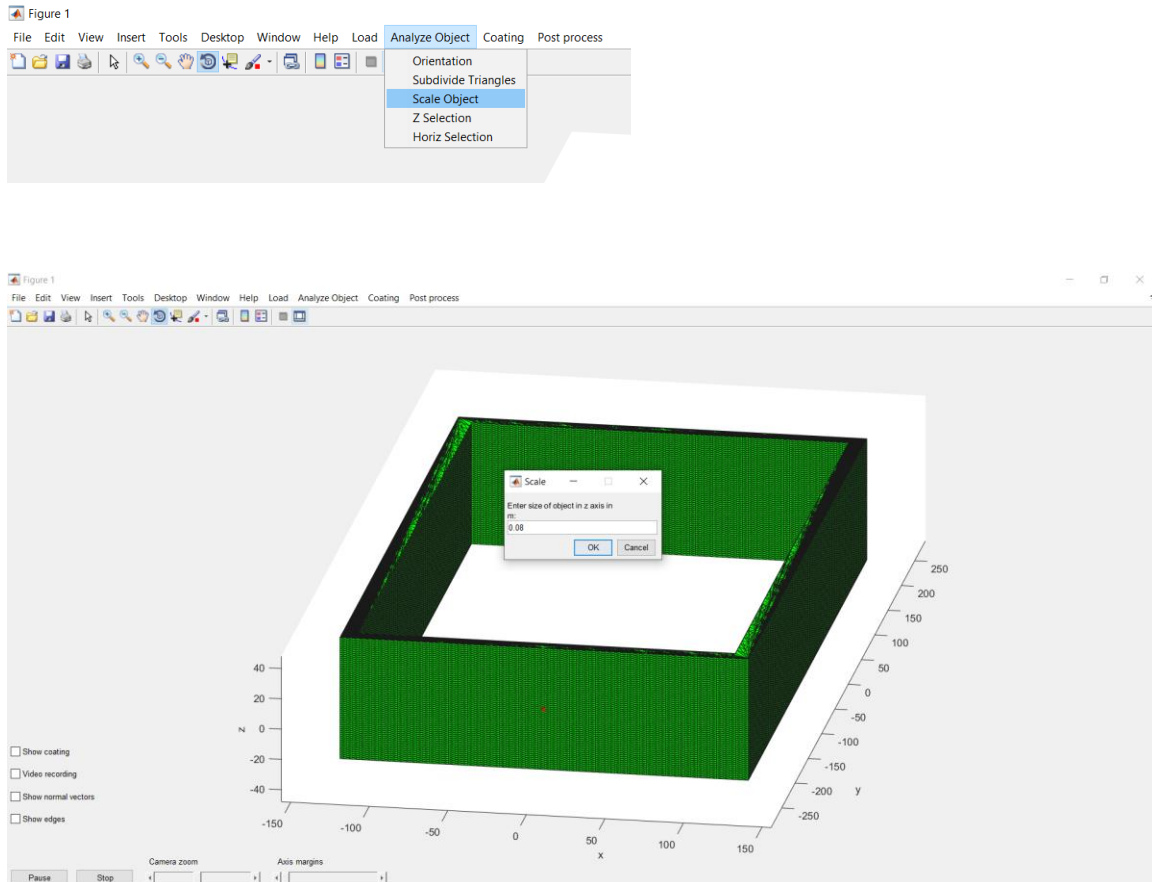 Figure 1
File Edit View Insert Tools Desktop Window Help Load Analyze Object Coating Post process
Orientation
Subdivide Triangles
Scale Object
Z Selection
Horiz Selection
Figure 1
File Edit View Insert Tools Desktop Window Help Load Analyze Object Coating Post process
Scale
Enter size of object in z axis in
m:
0.08
OK Cancel
250
200
150
100
50
0
-50
-100
-150
-200
-250
y
40
20
0
-20
-40
z
-150
-100
-50
0
50
100
150
x
Show coating
Video recording
Show normal vectors
Show edges
Camera zoom Axis margins
Pause Stop